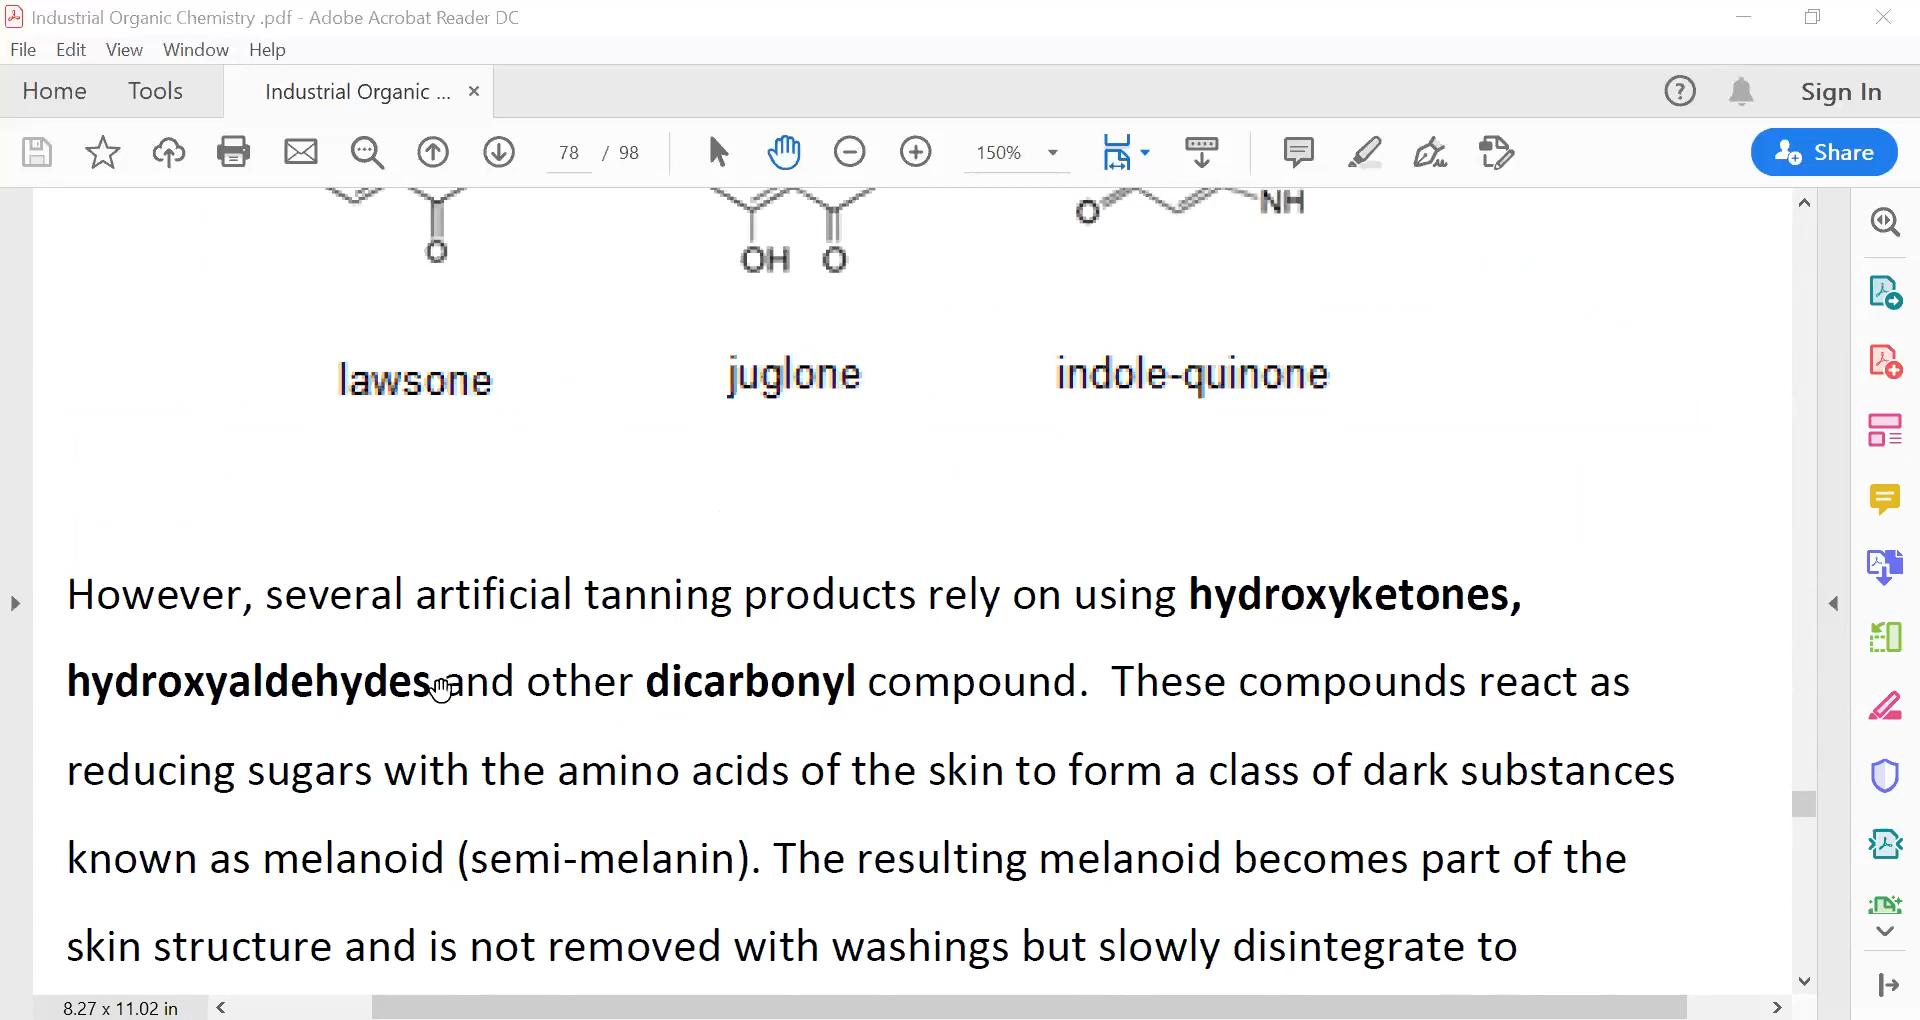 Industrial Organic Chemistry .pdf - Adobe Acrobat Reader DC
File Edit View Window Help
Home Tools Industrial Organic ... × Sign In
78 / 98 150% Share
O OH O O NH
lawsone juglone indole-quinone
However, several artificial tanning products rely on using hydroxyketones,
hydroxyaldehydes and other dicarbonyl compound. These compounds react as
reducing sugars with the amino acids of the skin to form a class of dark substances
known as melanoid (semi-melanin). The resulting melanoid becomes part of the
skin structure and is not removed with washings but slowly disintegrate to
8.27 x 11.02 in